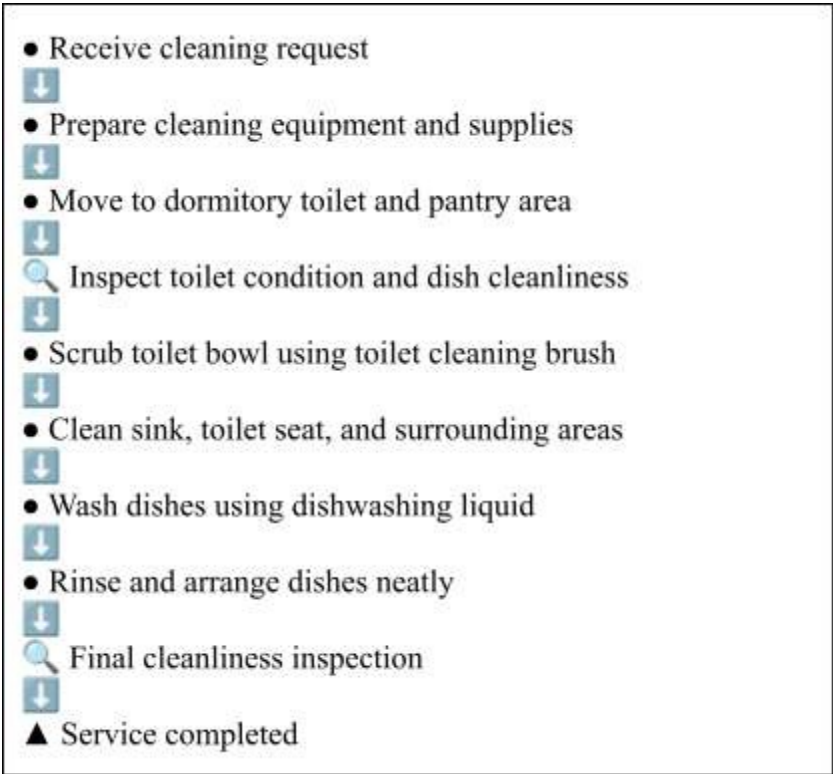 ● Receive cleaning request
⬇️
● Prepare cleaning equipment and supplies
⬇️
● Move to dormitory toilet and pantry area
⬇️
🔍 Inspect toilet condition and dish cleanliness
⬇️
● Scrub toilet bowl using toilet cleaning brush
⬇️
● Clean sink, toilet seat, and surrounding areas
⬇️
● Wash dishes using dishwashing liquid
⬇️
● Rinse and arrange dishes neatly
⬇️
🔍 Final cleanliness inspection
⬇️
▲ Service completed